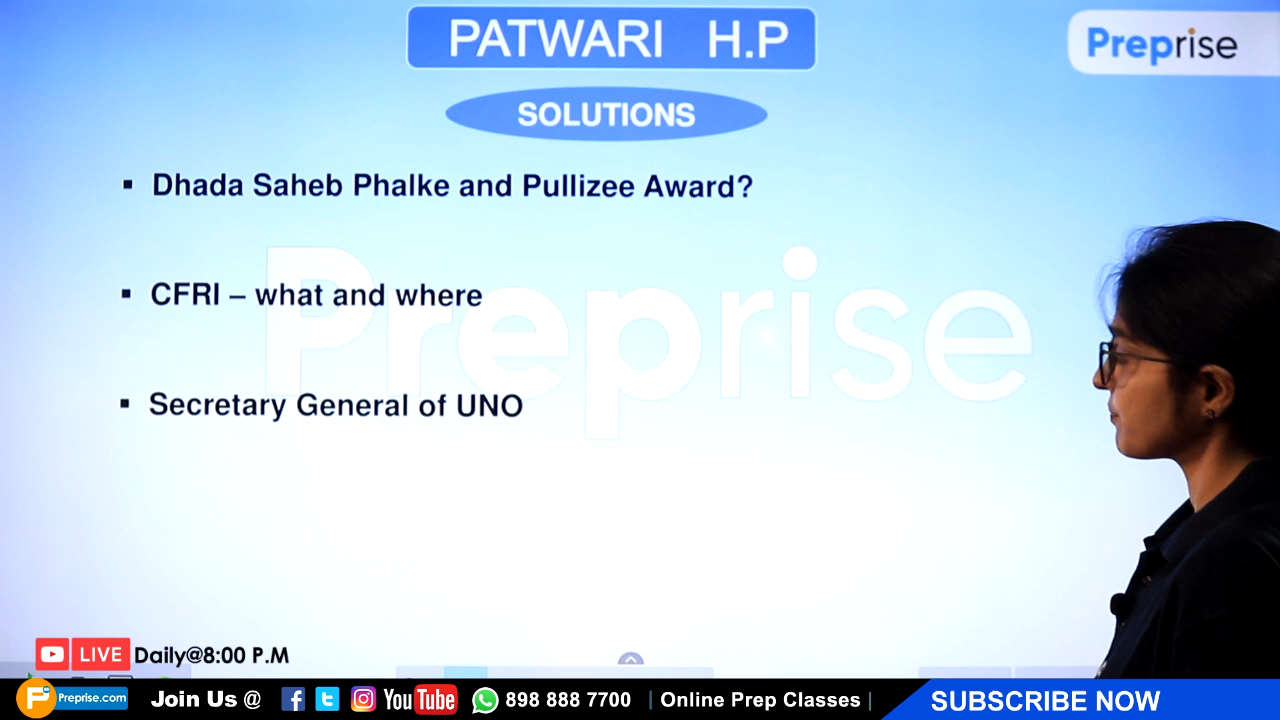 PATWARI H.P
Preprise
SOLUTIONS
▪ Dhada Saheb Phalke and Pullizee Award?
Preprise
▪ CFRI – what and where
▪ Secretary General of UNO
LIVE Daily@8:00 P.M
Preprise.com Join Us @ YouTube 898 888 7700 | Online Prep Classes | SUBSCRIBE NOW